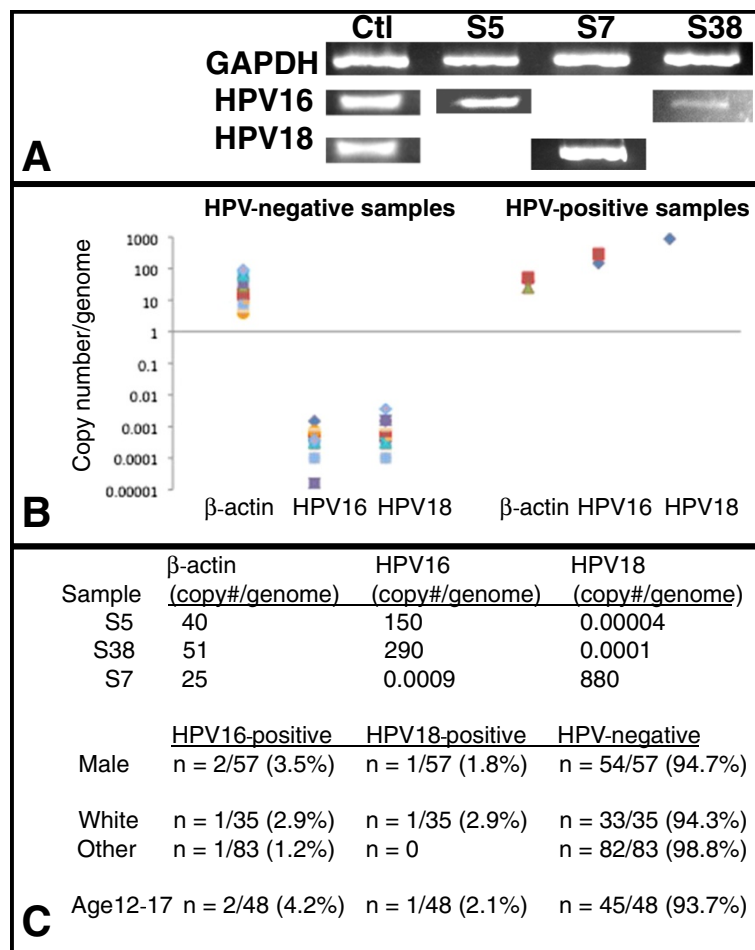 Ctl S5 S7 S38
GAPDH
HPV16
HPV18
A
HPV-negative samples HPV-positive samples
Copy number/genome
1000
100
10
1
0.1
0.01
0.001
0.0001
0.00001
β-actin HPV16 HPV18 β-actin HPV16 HPV18
B
β-actin HPV16 HPV18
Sample (copy#/genome) (copy#/genome) (copy#/genome)
S5 40 150 0.00004
S38 51 290 0.0001
S7 25 0.0009 880
HPV16-positive HPV18-positive HPV-negative
Male n = 2/57 (3.5%) n = 1/57 (1.8%) n = 54/57 (94.7%)
White n = 1/35 (2.9%) n = 1/35 (2.9%) n = 33/35 (94.3%)
Other n = 1/83 (1.2%) n = 0 n = 82/83 (98.8%)
Age12-17 n = 2/48 (4.2%) n = 1/48 (2.1%) n = 45/48 (93.7%)
C